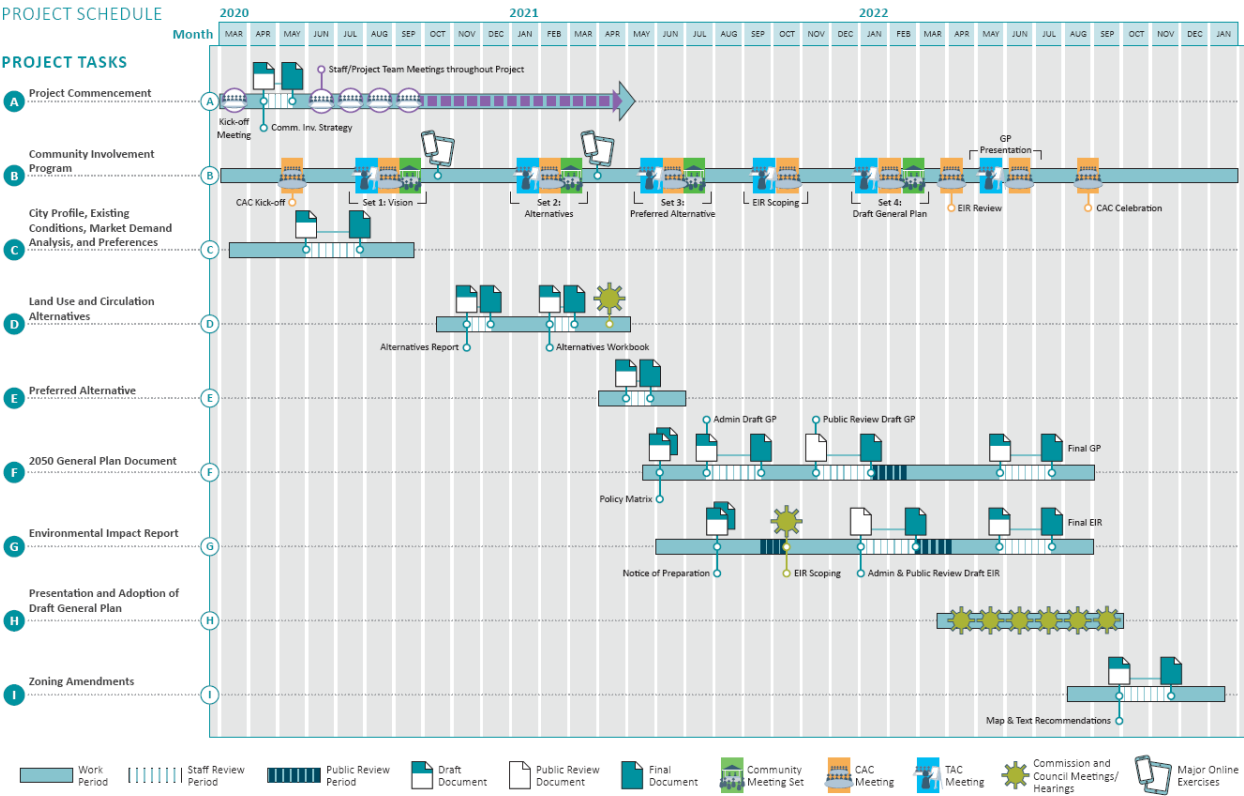 PROJECT SCHEDULE
2020 2021 2022
Month
MAR APR MAY JUN JUL AUG SEP OCT NOV DEC JAN FEB MAR APR MAY JUN JUL AUG SEP OCT NOV DEC JAN FEB MAR APR MAY JUN JUL AUG SEP OCT NOV DEC JAN
PROJECT TASKS
Staff/Project Team Meetings throughout Project
A Project Commencement
A
Kick-off
Meeting
Comm. Inv. Strategy
GP
Presentation
B Community Involvement
Program
B
CAC Kick-off
Set 1: Vision
Set 2:
Alternatives
Set 3:
Preferred Alternative
EIR Scoping
Set 4:
Draft General Plan
EIR Review
CAC Celebration
C City Profile, Existing
Conditions, Market Demand
Analysis, and Preferences
C
D Land Use and Circulation
Alternatives
D
Alternatives Report
Alternatives Workbook
E Preferred Alternative
E
Admin Draft GP
Public Review Draft GP
Final GP
F 2050 General Plan Document
F
Policy Matrix
Final EIR
G Environmental Impact Report
G
Notice of Preparation
EIR Scoping
Admin & Public Review Draft EIR
H Presentation and Adoption of
Draft General Plan
H
I Zoning Amendments
I
Map & Text Recommendations
Work
Period
Staff Review
Period
Public Review
Period
Draft
Document
Public Review
Document
Final
Document
Community
Meeting Set
CAC
Meeting
TAC
Meeting
Commission and
Council Meetings/
Hearings
Major Online
Exercises